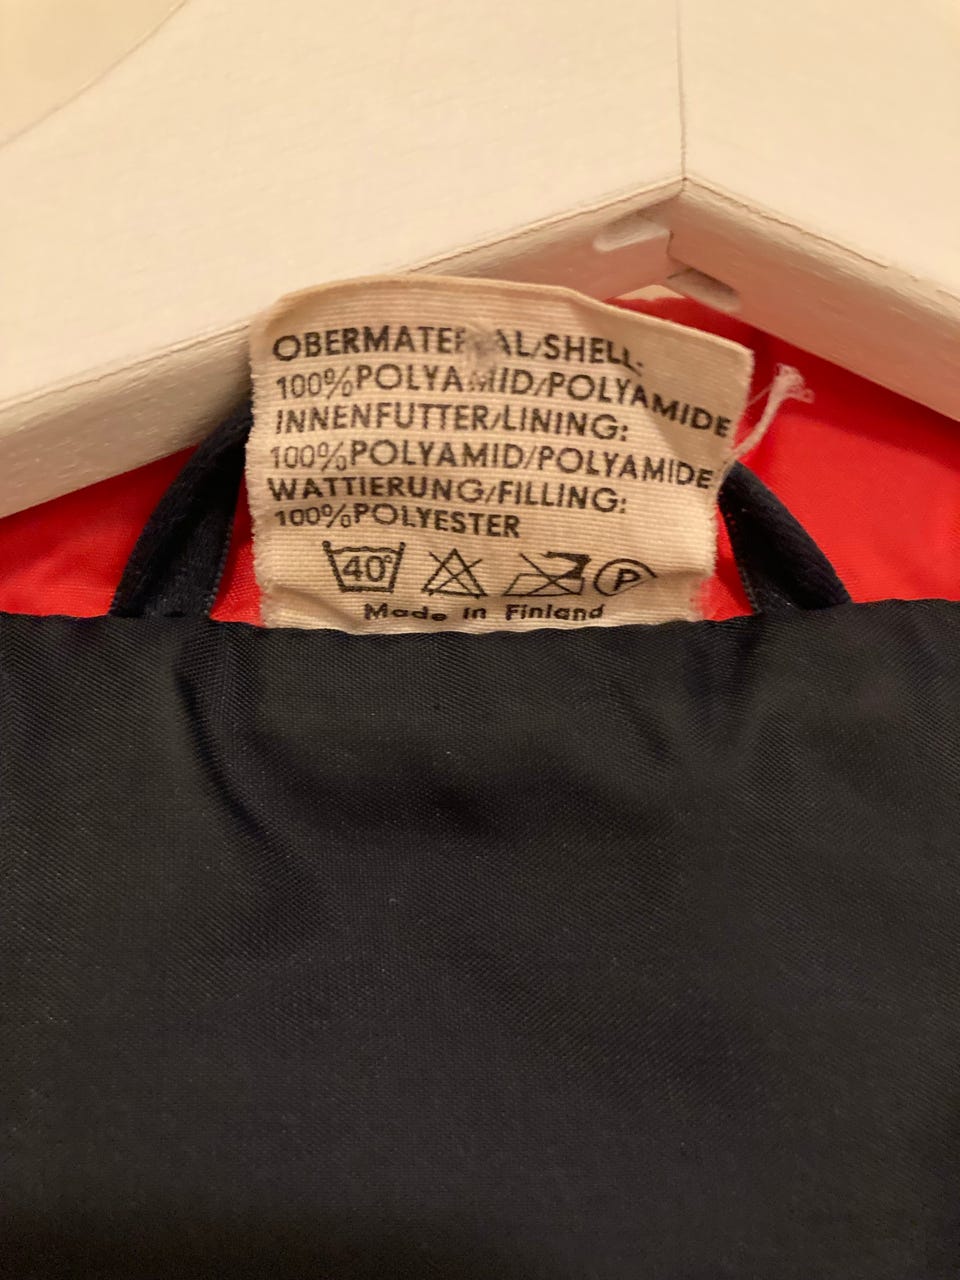 OBERMATERIAL/SHELL:
100%POLYAMID/POLYAMIDE
INNENFUTTER/LINING:
100%POLYAMID/POLYAMIDE
WATTIERUNG/FILLING:
100%POLYESTER
40° P
Made in Finland